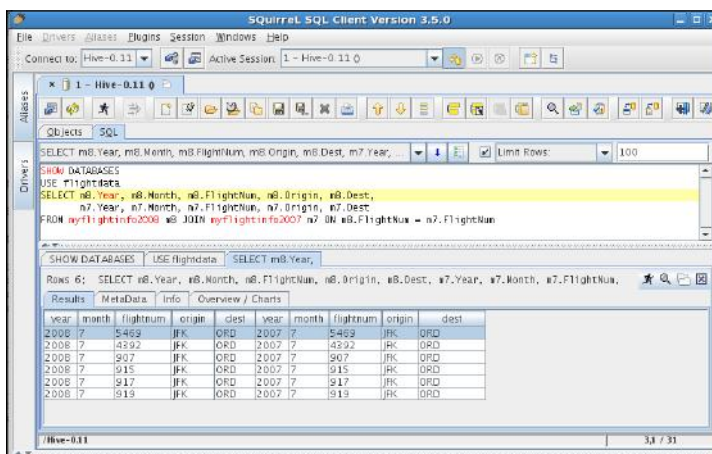 SQuirreL SQL Client Version 3.5.0
File Drivers Aliases Plugins Session Windows Help
Connect to: Hive-0.11 Active Session: 1 - Hive-0.11 ()
1 - Hive-0.11 ()
Aliases
Drivers
Objects SQL
SELECT m8.Year, m8.Month, m8.FlightNum, m8.Origin, m8.Dest, m7.Year, ... Limit Rows: 100
SHOW DATABASES
USE flightdata
SELECT m8.Year, m8.Month, m8.FlightNum, m8.Origin, m8.Dest,
m7.Year, m7.Month, m7.FlightNum, m7.Origin, m7.Dest
FROM myflightinfo2008 m8 JOIN myflightinfo2007 m7 ON m8.FlightNum = m7.FlightNum
SHOW DATABASES USE flightdata SELECT m8.Year,
Rows 6; SELECT m8.Year, m8.Month, m8.FlightNum, m8.Origin, m8.Dest, m7.Year, m7.Month, m7.FlightNum,
Results MetaData Info Overview / Charts
year month flightnum origin dest year month flightnum origin dest
2008 7 5469 JFK ORD 2007 7 5469 JFK ORD
2008 7 4392 JFK ORD 2007 7 4392 JFK ORD
2008 7 907 JFK ORD 2007 7 907 JFK ORD
2008 7 915 JFK ORD 2007 7 915 JFK ORD
2008 7 917 JFK ORD 2007 7 917 JFK ORD
2008 7 919 JFK ORD 2007 7 919 JFK ORD
/Hive-0.11 3,1 / 31